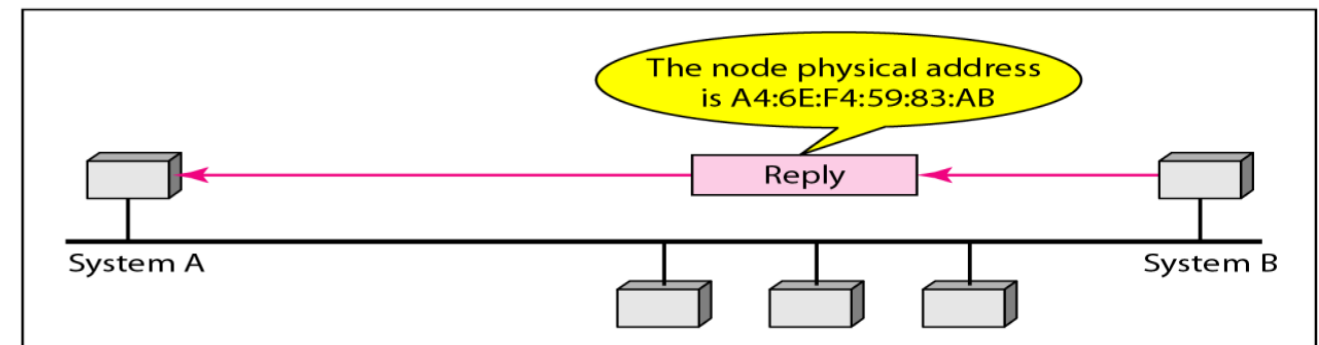 The node physical address
is A4:6E:F4:59:83:AB
Reply
System A
System B